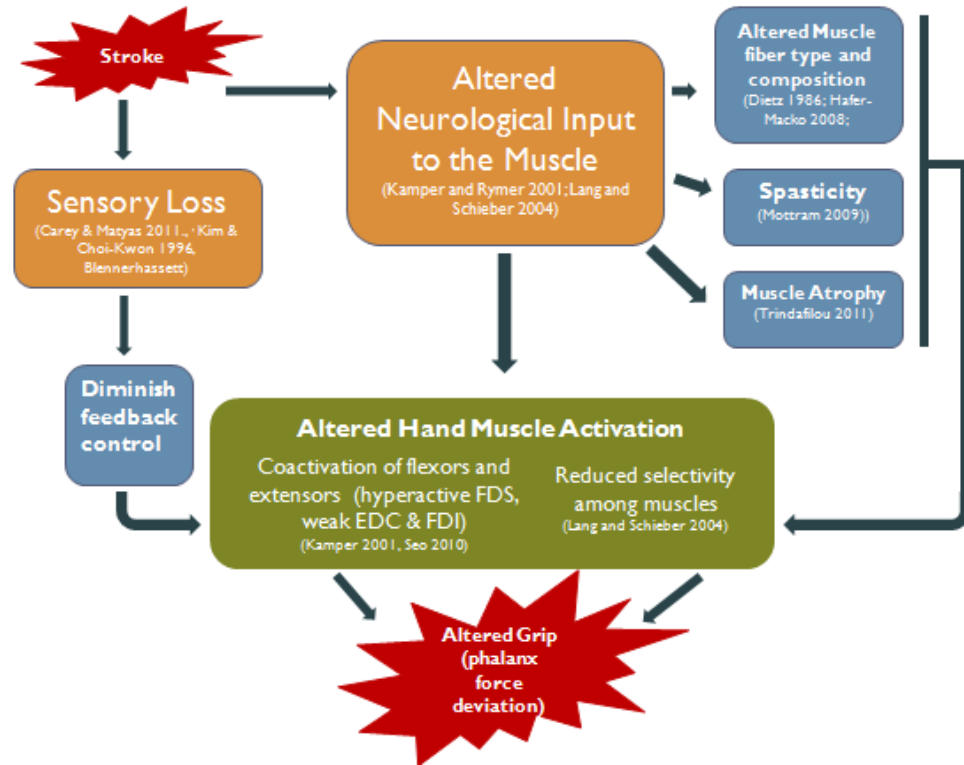 Stroke
Altered
Neurological Input
to the Muscle
(Kamper and Rymer 2001; Lang and
Schieber 2004)
Altered Muscle
fiber type and
composition
(Dietz 1986; Hafer-
Macko 2008;
Spasticity
(Mottram 2009))
Muscle Atrophy
(Trindafilou 2011)
Sensory Loss
(Carey & Matyas 2011., · Kim &
Choi-Kwon 1996,
Blennerhassett)
Diminish
feedback
control
Altered Hand Muscle Activation
Coactivation of flexors and
extensors (hyperactive FDS,
weak EDC & FDI)
(Kamper 2001, Seo 2010)
Reduced selectivity
among muscles
(Lang and Schieber 2004)
Altered Grip
(phalanx
force
deviation)